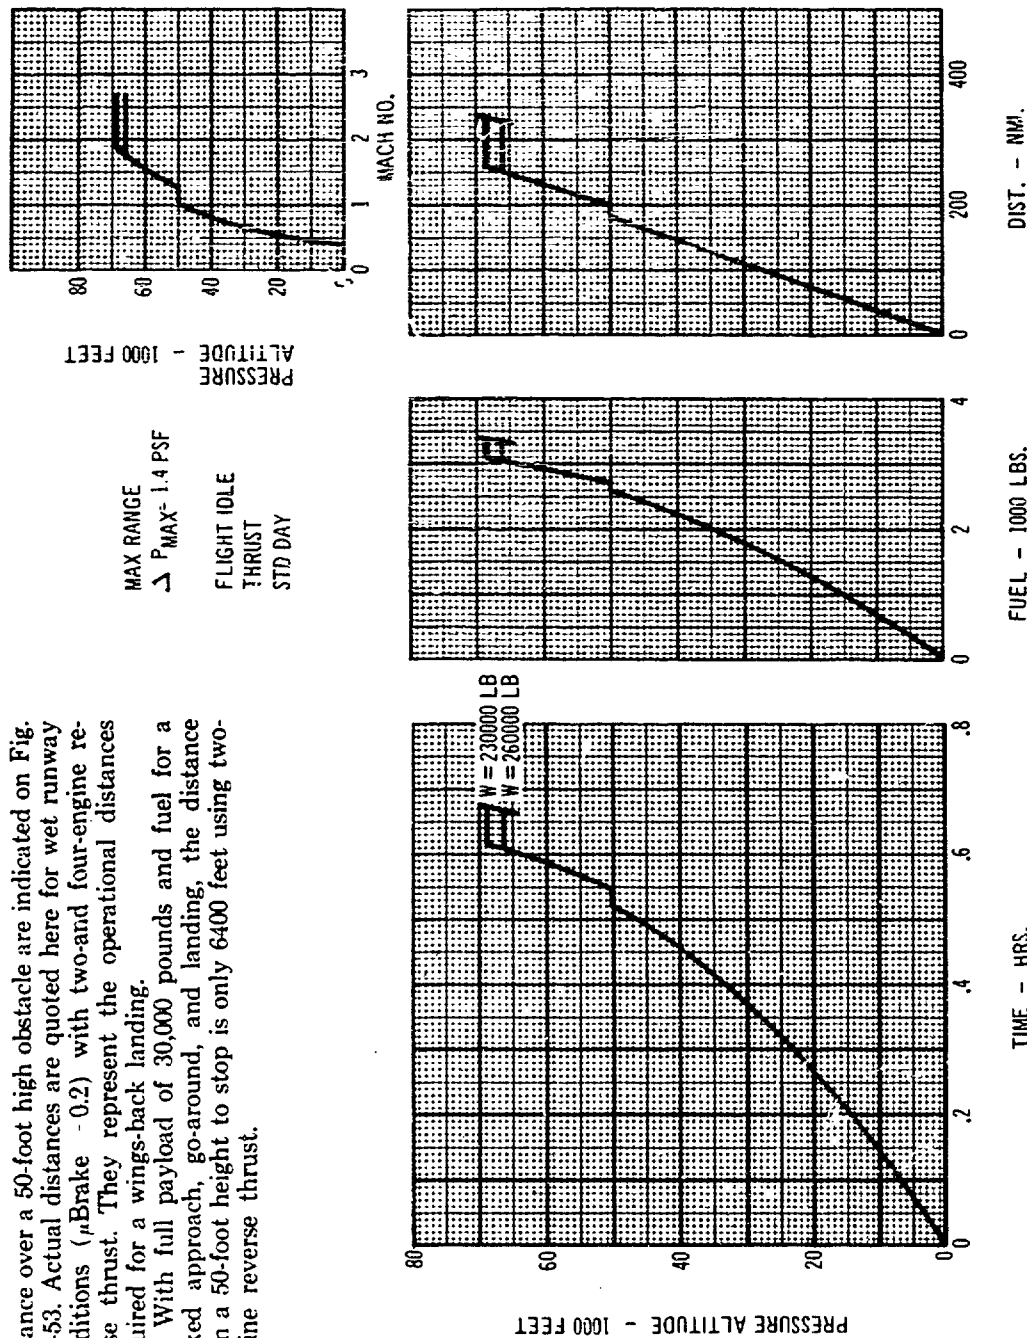 ance over a 50-foot high obstacle are indicated on Fig.
-53. Actual distances are quoted here for wet runway
ditions (μBrake - 0.2) with two-and four-engine re-
se thrust. They represent the operational distances
uired for a wings-back landing.
With full payload of 30,000 pounds and fuel for a
ked approach, go-around, and landing, the distance
m a 50-foot height to stop is only 6400 feet using two-
ine reverse thrust.
MAX RANGE
Δ PMAX- 1.4 PSF
FLIGHT IDLE
THRUST
STD DAY
PRESSURE
ALTITUDE - 1000 FEET
80
60
40
20
0 1 2 3
MACH NO.
PRESSURE ALTITUDE - 1000 FEET
80
60
40
20
0
W = 230000 LB
W = 260000 LB
0 .2 .4 .6 .8
TIME - HRS.
0 2 4
FUEL - 1000 LBS.
0 200 400
DIST. - NMI.